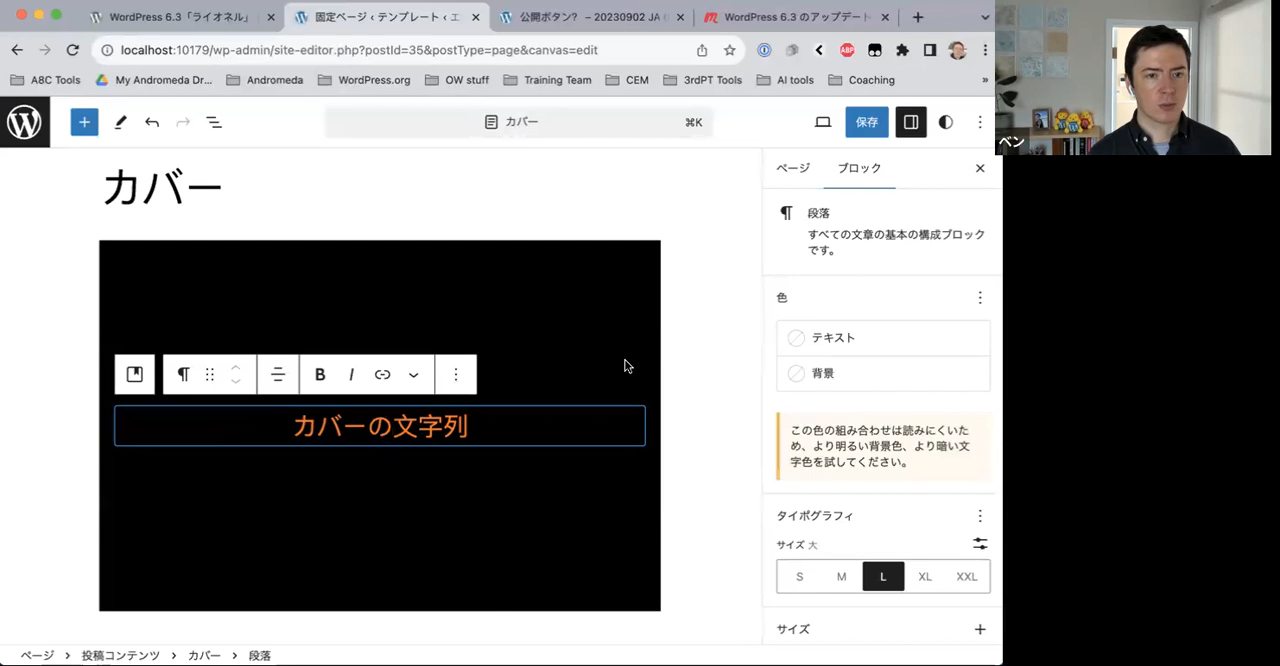 WordPress 6.3「ライオネル」
固定ページ ‹ テンプレート ‹ エ
公開ボタン? – 20230902 JA (
WordPress 6.3 のアップデート
localhost:10179/wp-admin/site-editor.php?postId=35&postType=page&canvas=edit
ABP
A8C Tools
My Andromeda Dr...
Andromeda
WordPress.org
OW stuff
Training Team
CEM
3rdPT Tools
AI tools
Coaching
»
カバー
⌘K
保存
ベン
カバー
ページ
ブロック
段落
すべての文章の基本の構成ブロック
です。
色
テキスト
背景
B
I
カバーの文字列
この色の組み合わせは読みにくいた
め、より明るい背景色、より暗い文
字色を試してください。
タイポグラフィ
サイズ 大
S
M
L
XL
XXL
サイズ
ページ › 投稿コンテンツ › カバー › 段落